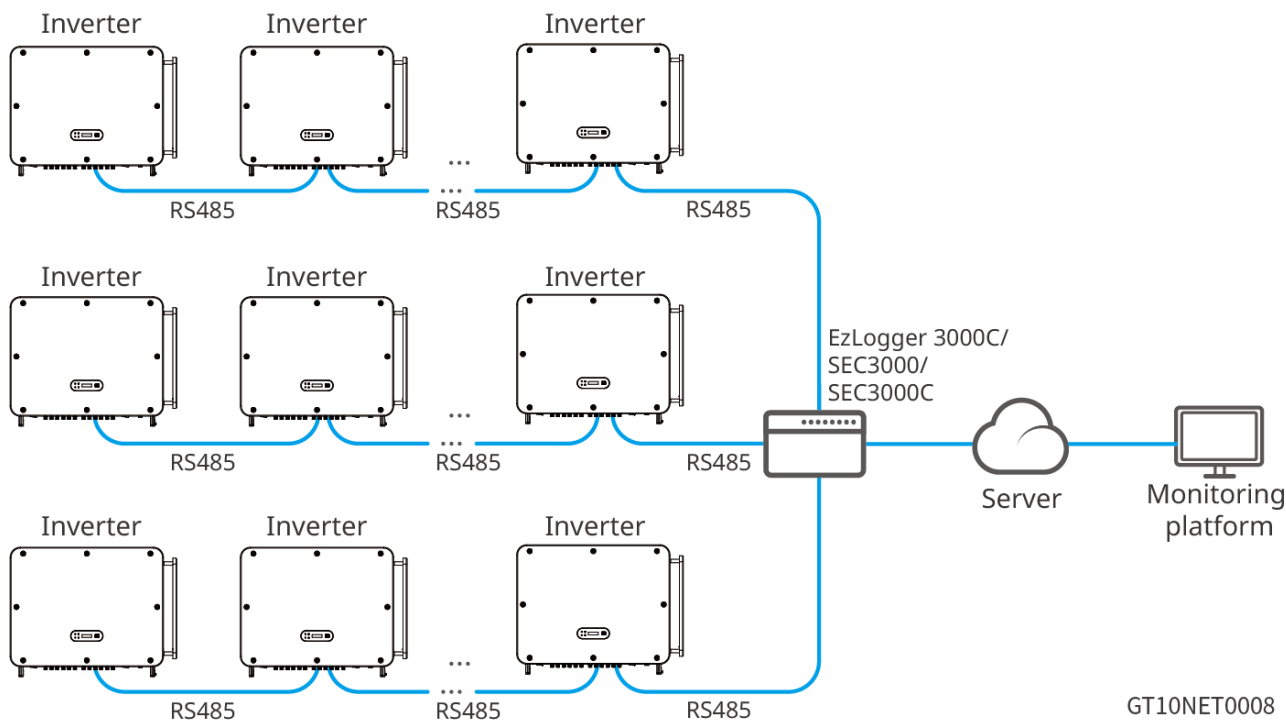 Inverter
Inverter
Inverter
...
...
RS485
RS485
RS485
Inverter
Inverter
Inverter
EzLogger 3000C/
SEC3000/
SEC3000C
...
...
RS485
RS485
RS485
Server
Monitoring
platform
Inverter
Inverter
Inverter
...
...
RS485
RS485
RS485
GT10NET0008